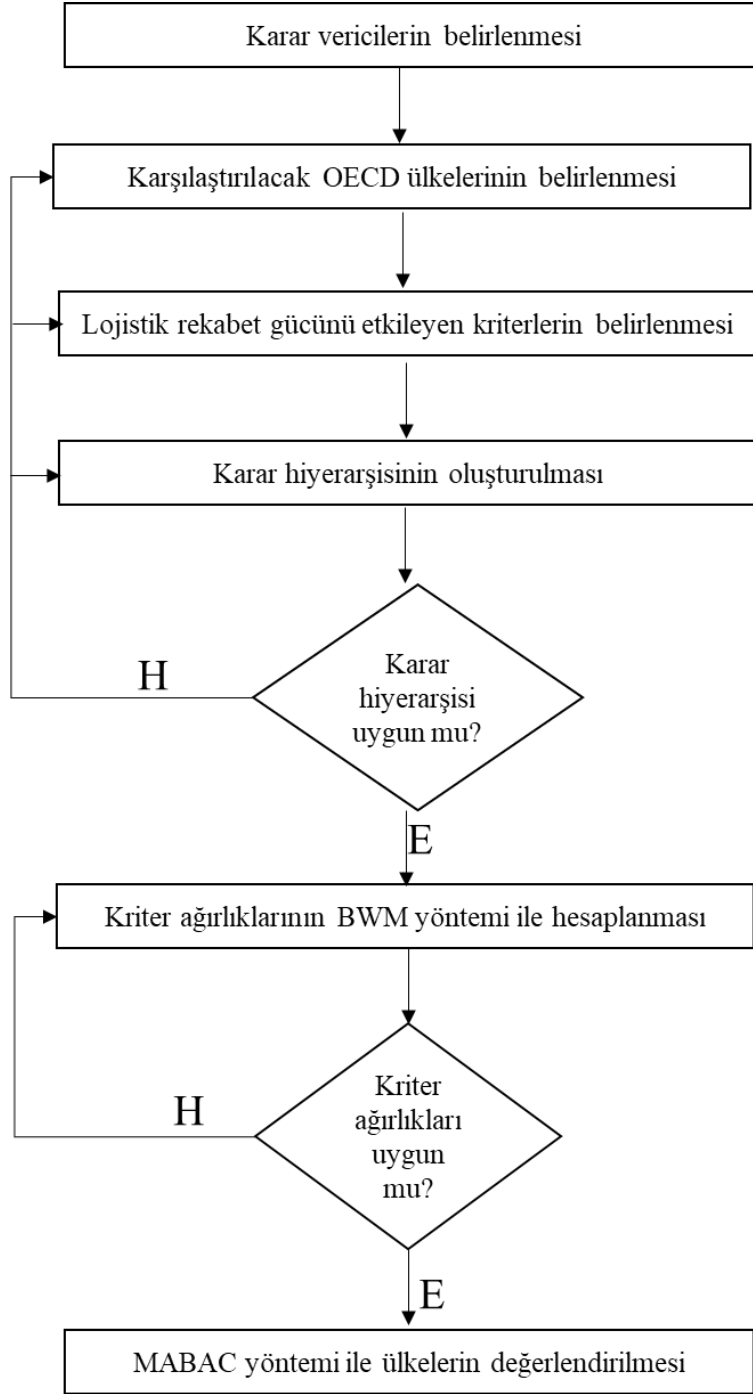 Karar vericilerin belirlenmesi
Karşılaştırılacak OECD ülkelerinin belirlenmesi
Lojistik rekabet gücünü etkileyen kriterlerin belirlenmesi
Karar hiyerarşisinin oluşturulması
H
Karar
hiyerarşisi
uygun mu?
E
Kriter ağırlıklarının BWM yöntemi ile hesaplanması
H
Kriter
ağırlıkları
uygun
mu?
E
MABAC yöntemi ile ülkelerin değerlendirilmesi